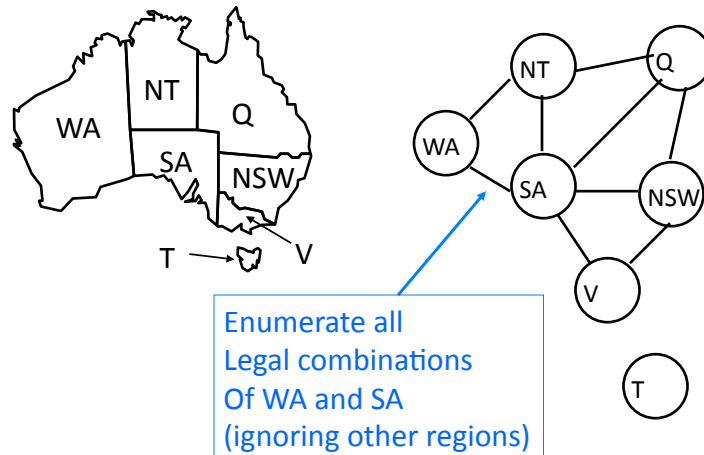 WA
NT
Q
SA
NSW
V
T
NT
Q
WA
SA
NSW
V
T
Enumerate all
Legal combinations
Of WA and SA
(ignoring other regions)